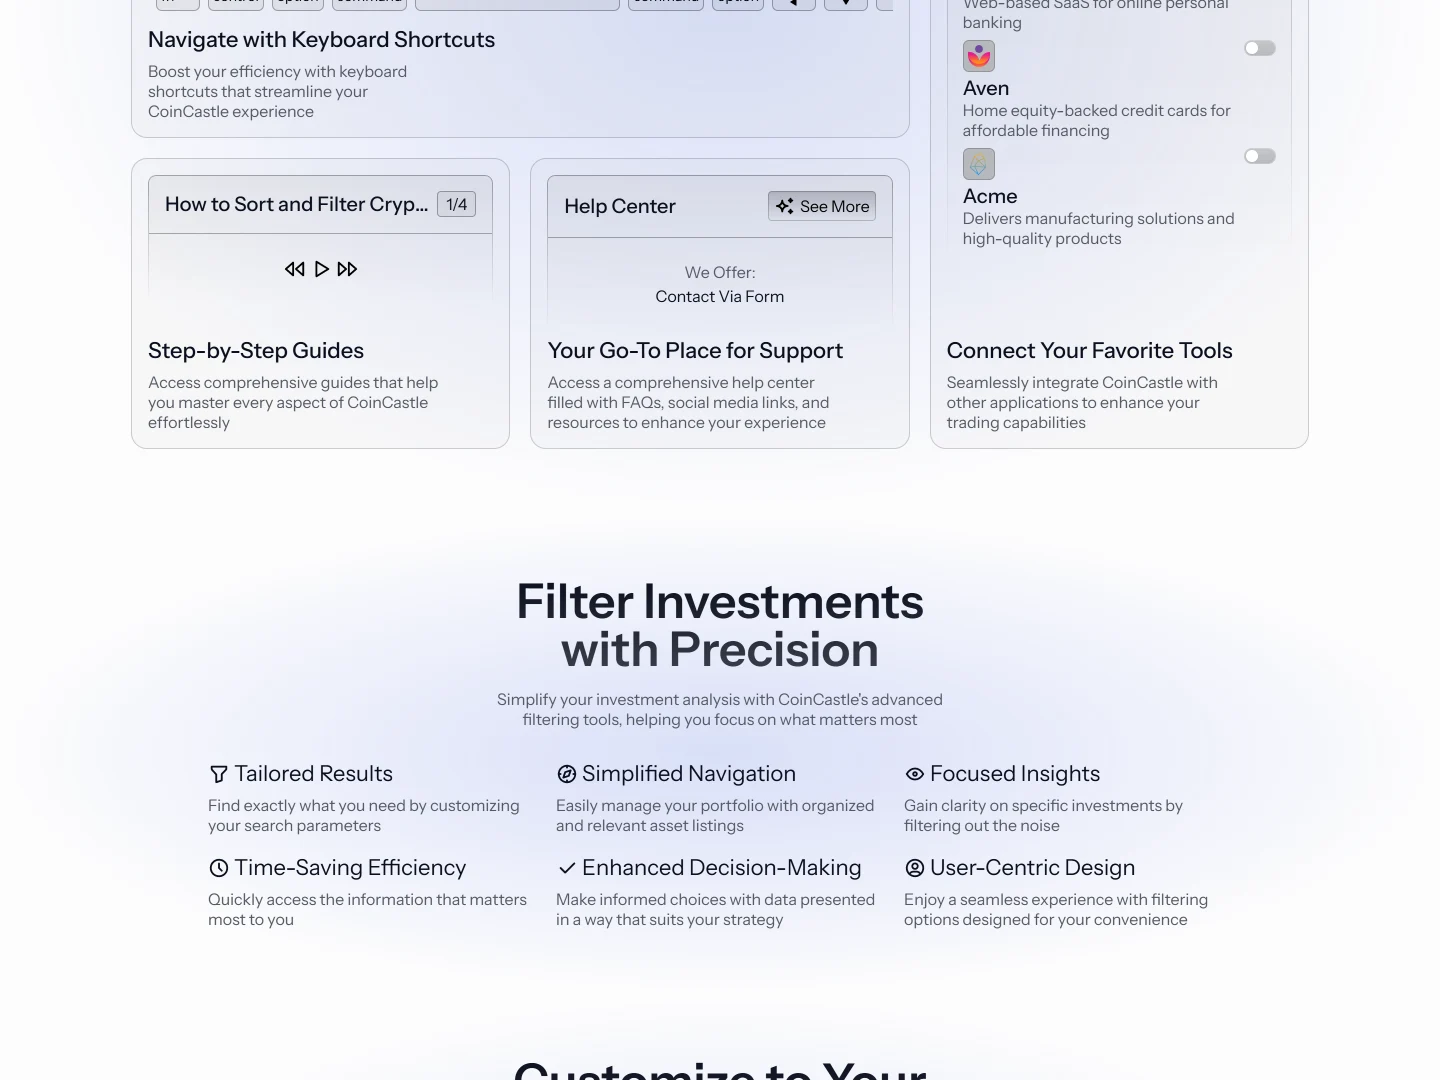 control option command command option
Navigate with Keyboard Shortcuts
Boost your efficiency with keyboard
shortcuts that streamline your
CoinCastle experience
Web-based SaaS for online personal
banking
Aven
Home equity-backed credit cards for
affordable financing
Acme
Delivers manufacturing solutions and
high-quality products
How to Sort and Filter Cryp... 1/4
Step-by-Step Guides
Access comprehensive guides that help
you master every aspect of CoinCastle
effortlessly
Help Center
See More
We Offer:
Contact Via Form
Your Go-To Place for Support
Access a comprehensive help center
filled with FAQs, social media links, and
resources to enhance your experience
Connect Your Favorite Tools
Seamlessly integrate CoinCastle with
other applications to enhance your
trading capabilities
Filter Investments
with Precision
Simplify your investment analysis with CoinCastle's advanced
filtering tools, helping you focus on what matters most
Tailored Results
Find exactly what you need by customizing
your search parameters
Simplified Navigation
Easily manage your portfolio with organized
and relevant asset listings
Focused Insights
Gain clarity on specific investments by
filtering out the noise
Time-Saving Efficiency
Quickly access the information that matters
most to you
Enhanced Decision-Making
Make informed choices with data presented
in a way that suits your strategy
User-Centric Design
Enjoy a seamless experience with filtering
options designed for your convenience
Customize to Your